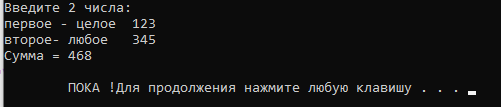 Введите 2 числа:
первое - целое  123
второе- любое   345
Сумма = 468
ПОКА !Для продолжения нажмите любую клавишу . . .